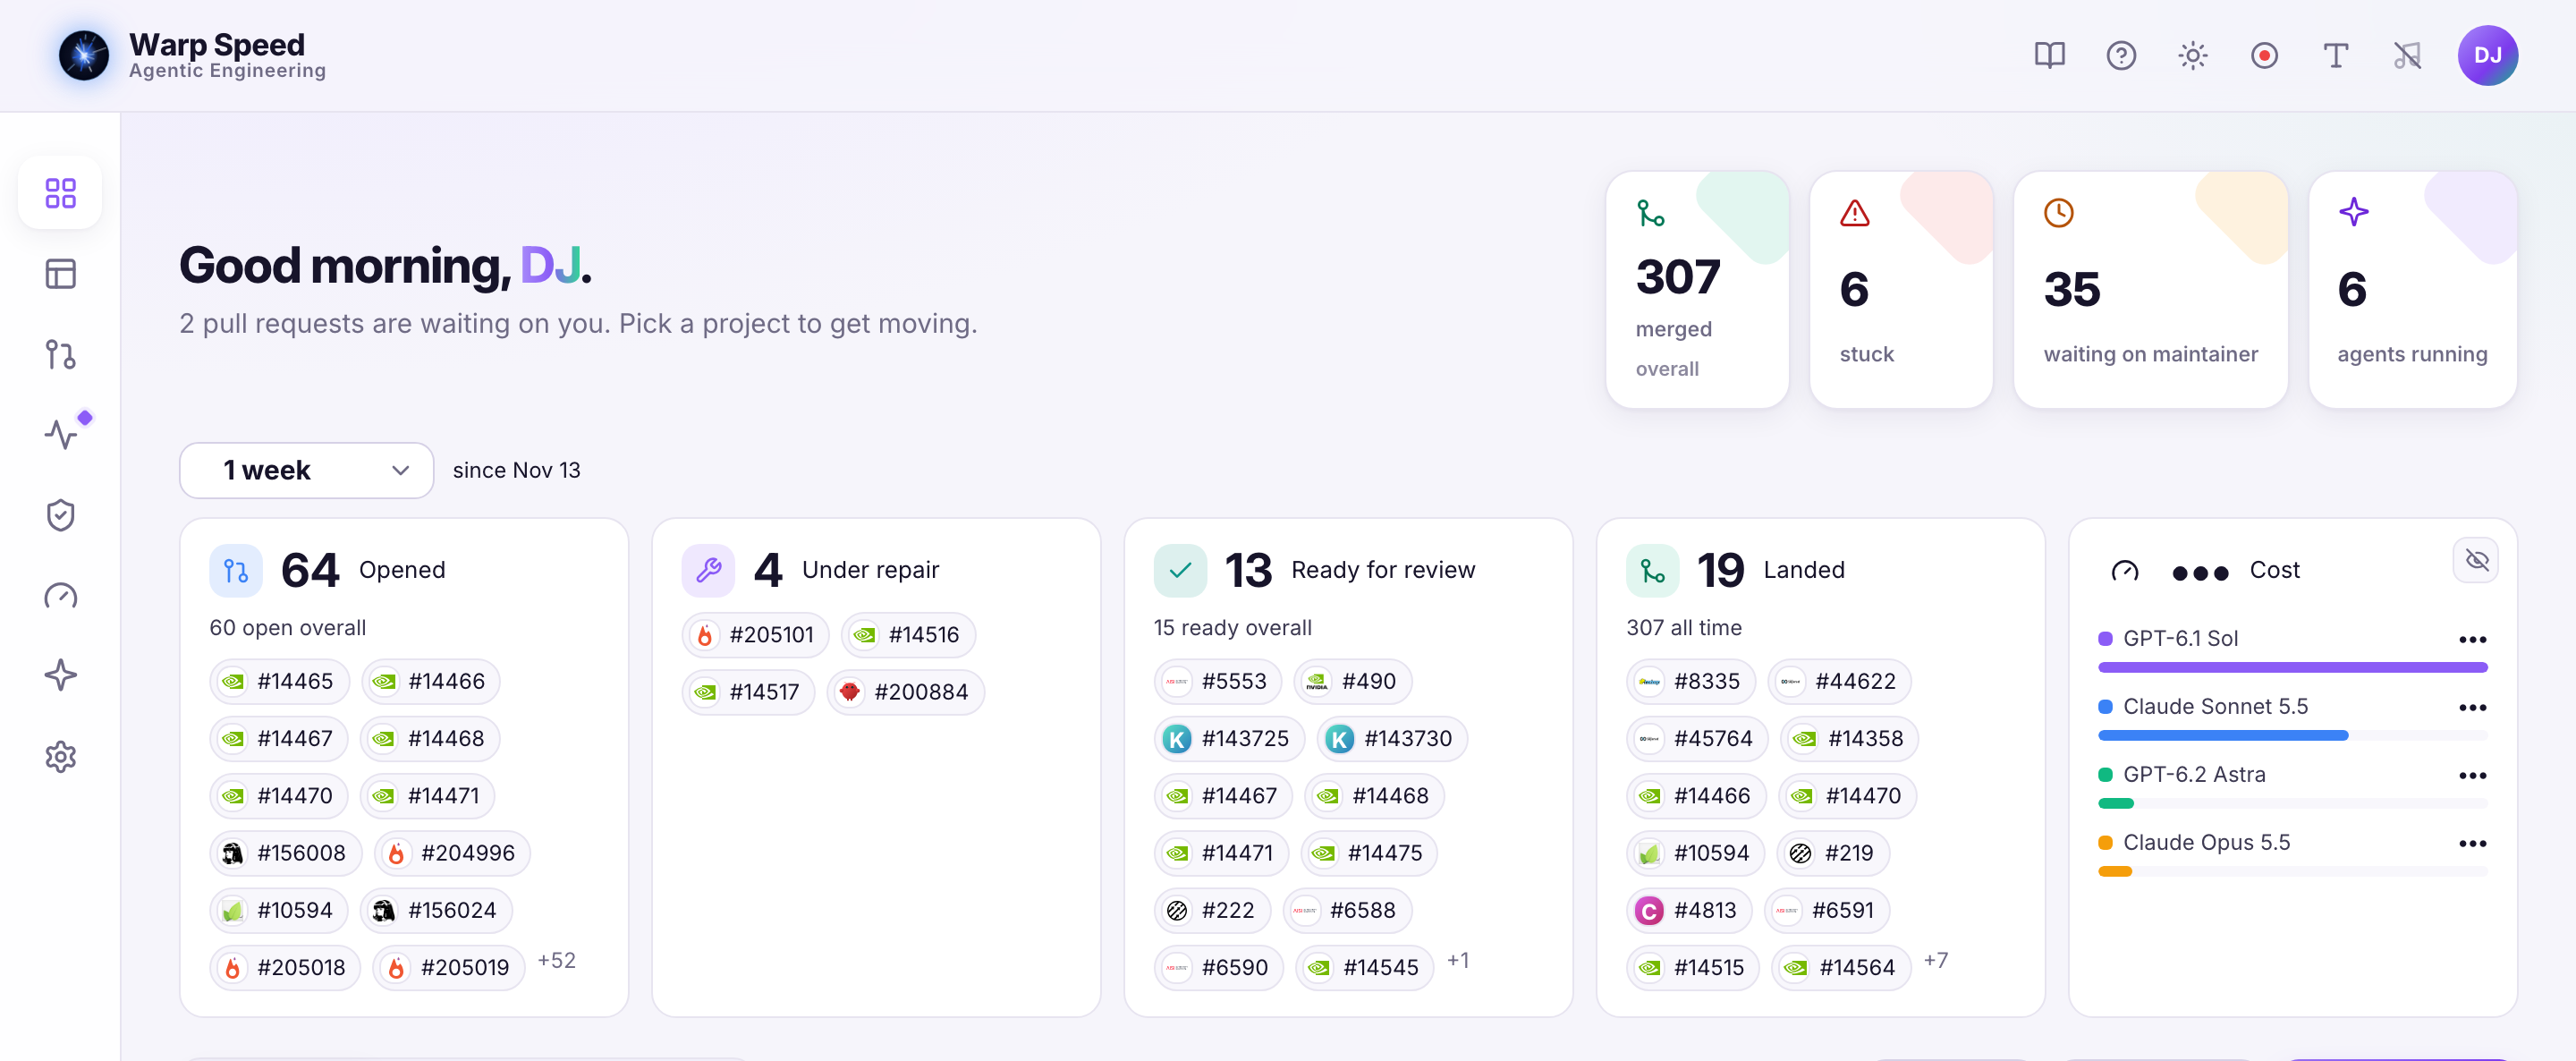 Warp Speed
Agentic Engineering
DJ
Good morning, DJ.
2 pull requests are waiting on you. Pick a project to get moving.
307
merged
overall
6
stuck
35
waiting on maintainer
6
agents running
1 week
since Nov 13
64 Opened
60 open overall
#14465 #14466
#14467 #14468
#14470 #14471
#156008 #204996
#10594 #156024
#205018 #205019 +52
4 Under repair
#205101 #14516
#14517 #200884
13 Ready for review
15 ready overall
#5553 #490
K #143725 K #143730
#14467 #14468
#14471 #14475
#222 #6588
#6590 #14545 +1
19 Landed
307 all time
#8335 #44622
#45764 #14358
#14466 #14470
#10594 #219
C #4813 #6591
#14515 #14564 +7
••• Cost
GPT-6.1 Sol •••
Claude Sonnet 5.5 •••
GPT-6.2 Astra •••
Claude Opus 5.5 •••